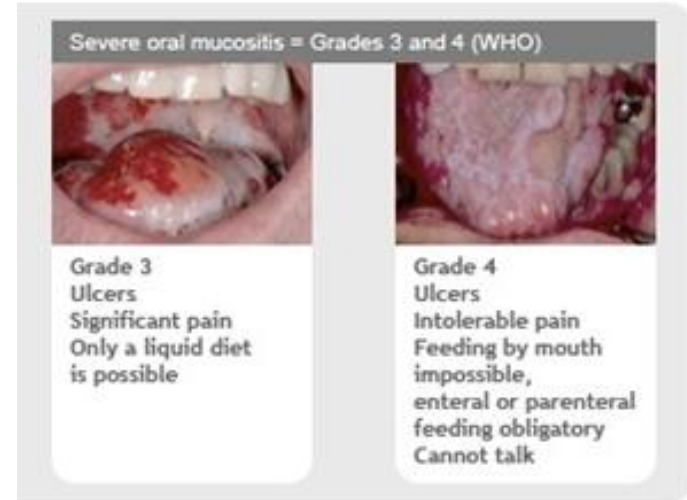 Severe oral mucositis = Grades 3 and 4 (WHO)
Grade 3
Ulcers
Significant pain
Only a liquid diet
is possible
Grade 4
Ulcers
Intolerable pain
Feeding by mouth
impossible,
enteral or parenteral
feeding obligatory
Cannot talk